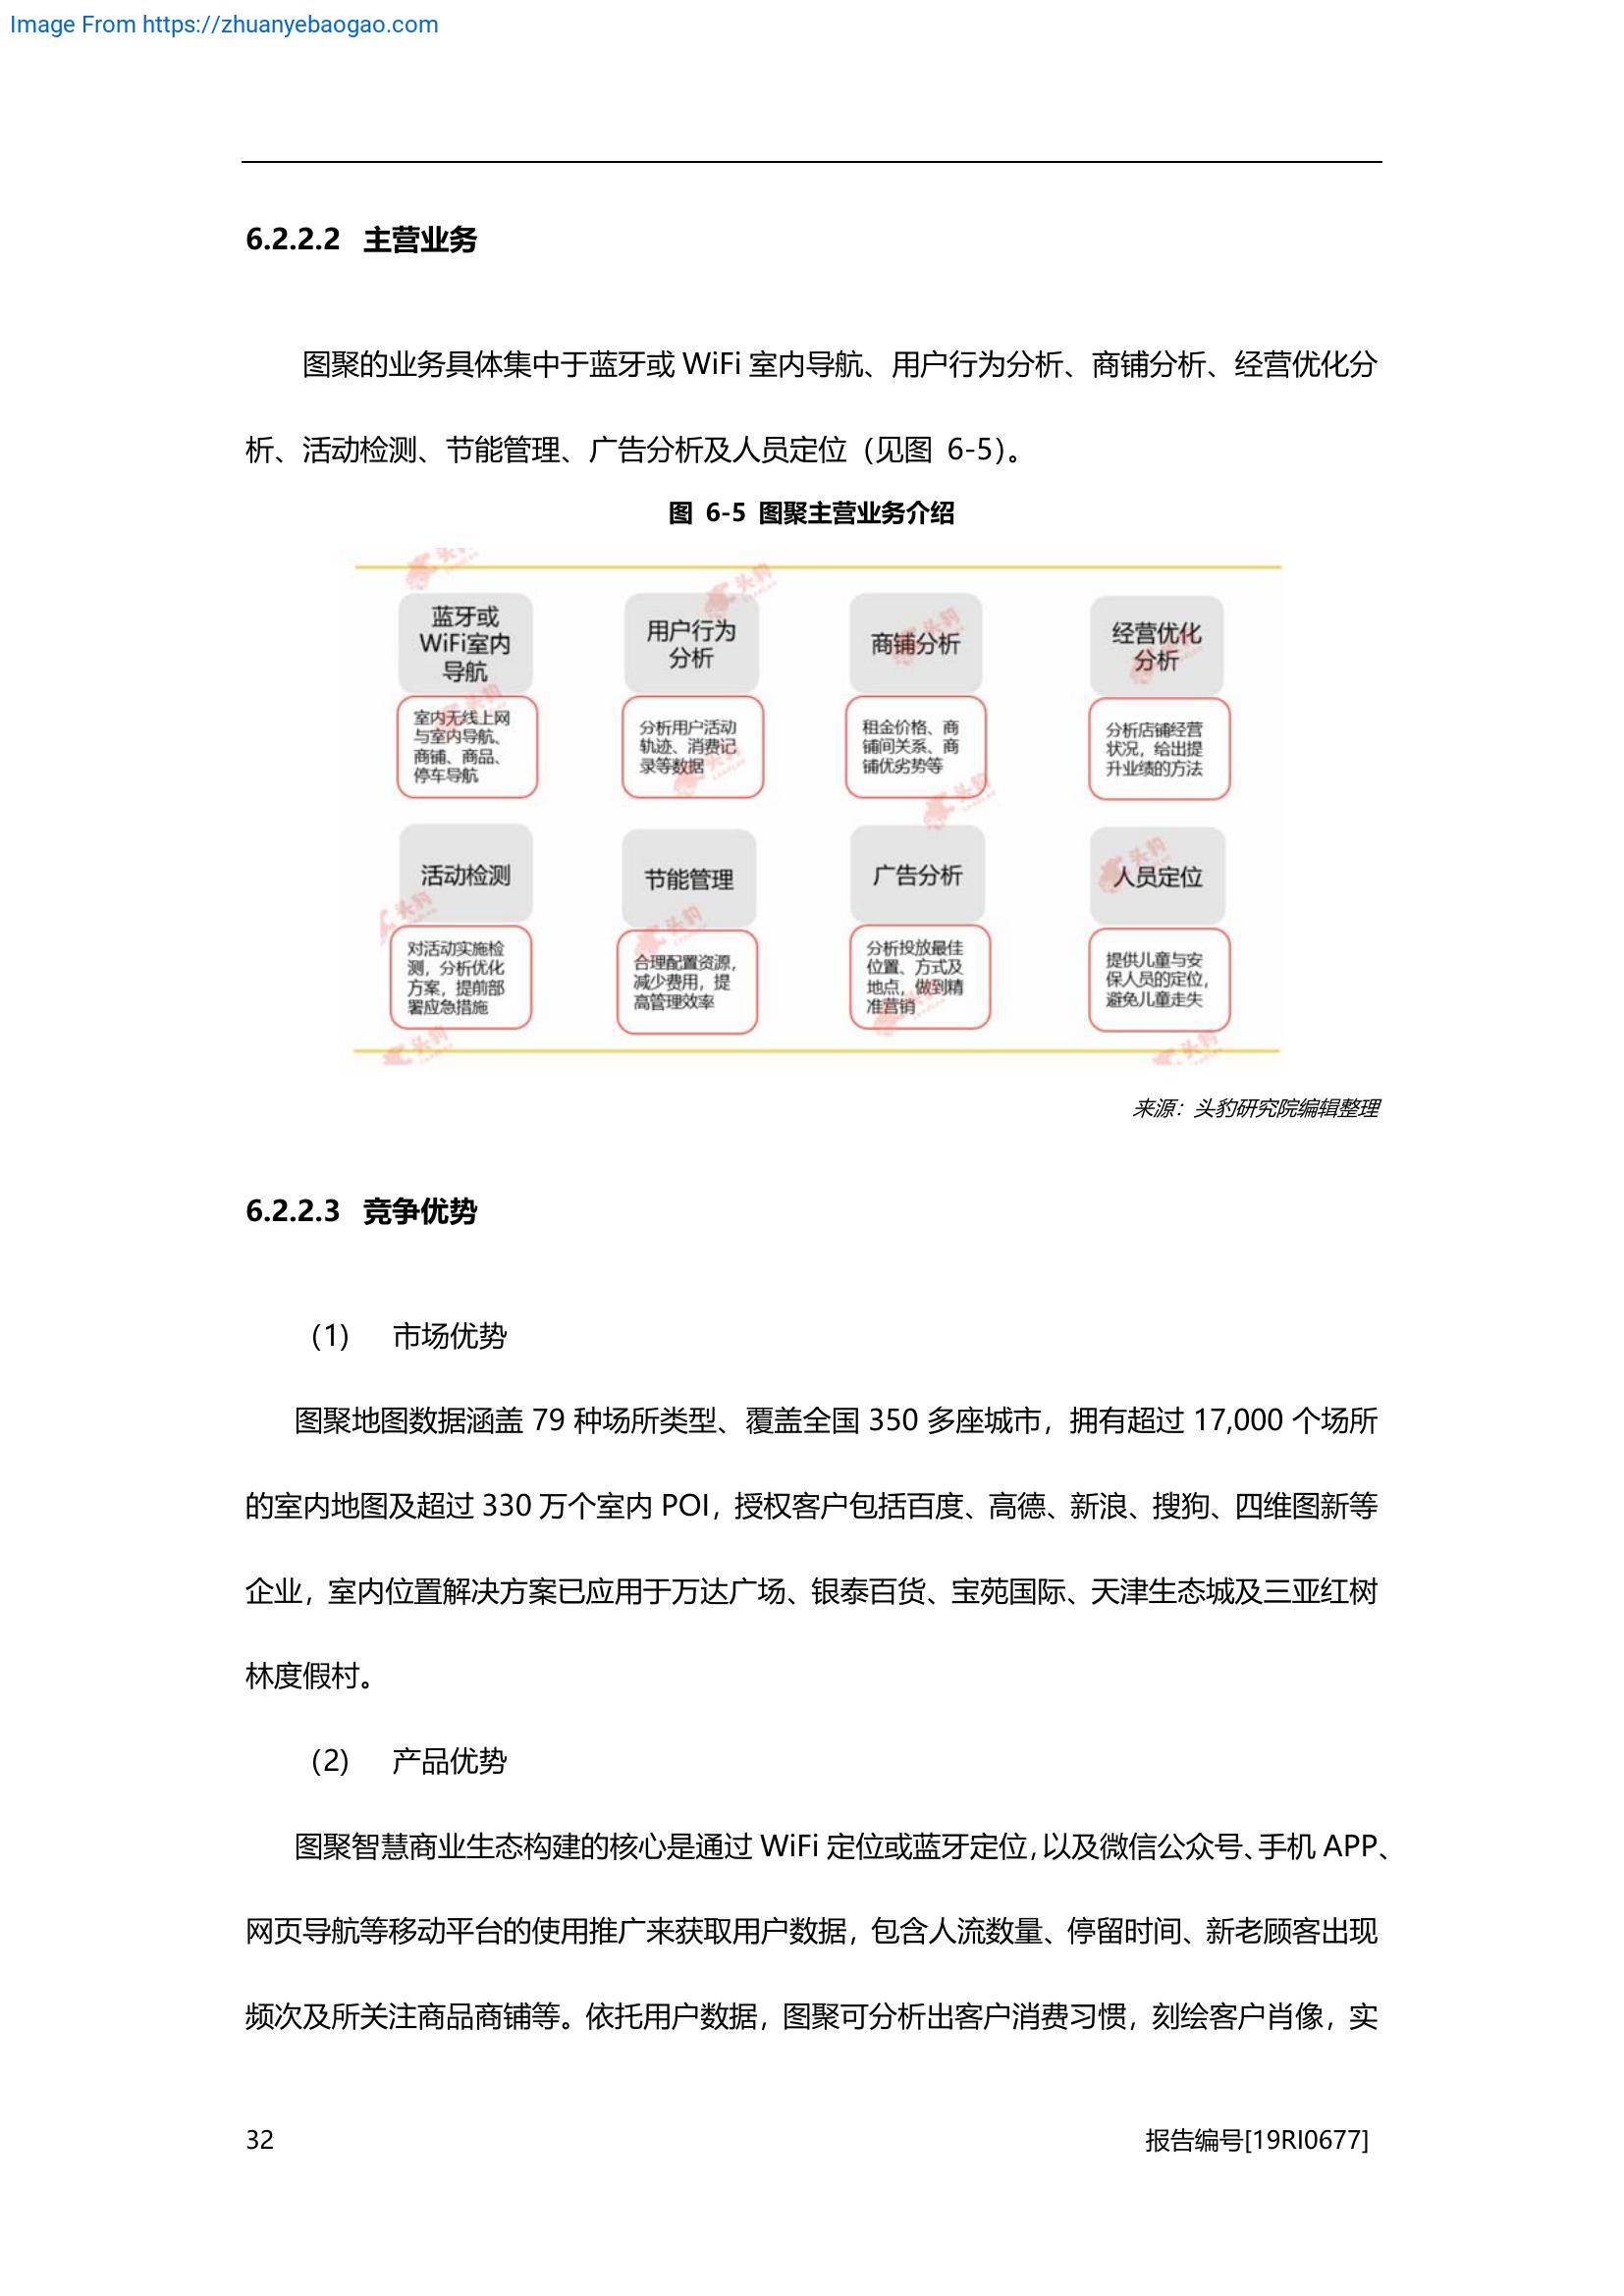 Image From https://zhuanyebaogao.com
6.2.2.2 主营业务
图聚的业务具体集中于蓝牙或 WiFi 室内导航、用户行为分析、商铺分析、经营优化分
析、活动检测、节能管理、广告分析及人员定位（见图 6-5）。
图 6-5 图聚主营业务介绍
蓝牙或
WiFi室内
导航
室内无线上网
与室内导航、
商铺、商品、
停车导航
用户行为
分析
分析用户活动
轨迹、消费记
录等数据
商铺分析
租金价格、商
铺间关系、商
铺优劣势等
经营优化
分析
分析店铺经营
状况，给出提
升业绩的方法
活动检测
对活动实施检
测，分析优化
方案，提前部
署应急措施
节能管理
合理配置资源，
减少费用，提
高管理效率
广告分析
分析投放最佳
位置、方式及
地点，做到精
准营销
人员定位
提供儿童与安
保人员的定位，
避免儿童走失
头豹
来源：头豹研究院编辑整理
6.2.2.3 竞争优势
（1） 市场优势
图聚地图数据涵盖 79 种场所类型、覆盖全国 350 多座城市，拥有超过 17,000 个场所
的室内地图及超过 330 万个室内 POI，授权客户包括百度、高德、新浪、搜狗、四维图新等
企业，室内位置解决方案已应用于万达广场、银泰百货、宝苑国际、天津生态城及三亚红树
林度假村。
（2） 产品优势
图聚智慧商业生态构建的核心是通过 WiFi 定位或蓝牙定位，以及微信公众号、手机 APP、
网页导航等移动平台的使用推广来获取用户数据，包含人流数量、停留时间、新老顾客出现
频次及所关注商品商铺等。依托用户数据，图聚可分析出客户消费习惯，刻绘客户肖像，实
32
报告编号[19RI0677]